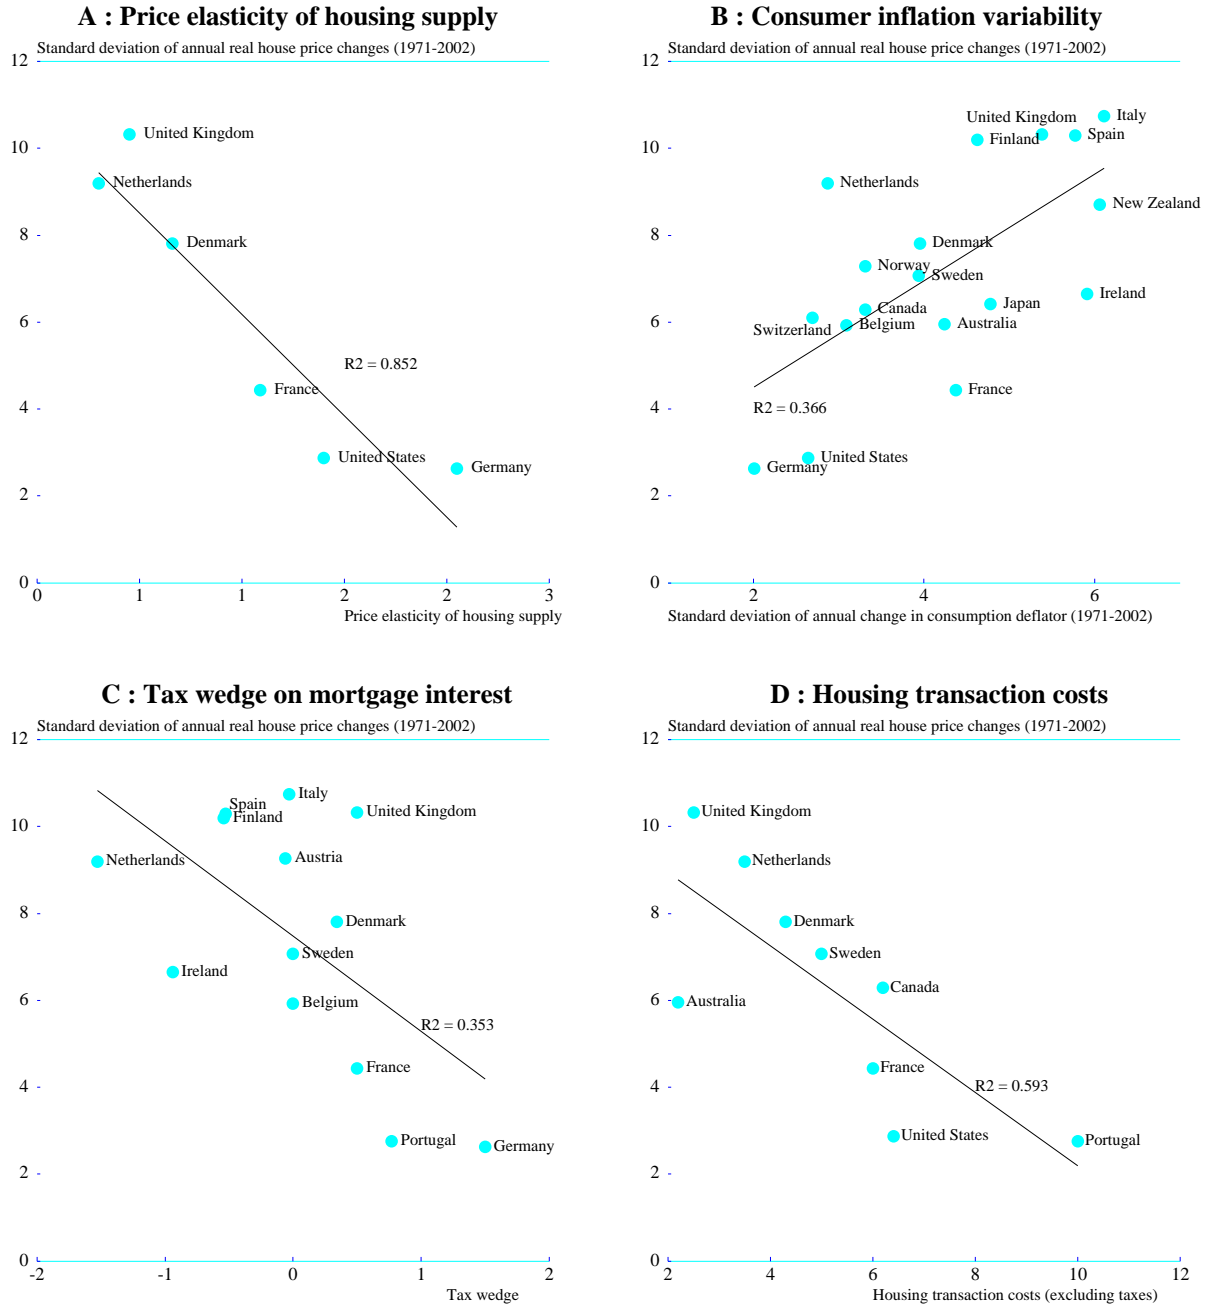 A : Price elasticity of housing supply
Standard deviation of annual real house price changes (1971-2002)
12
10
8
6
4
2
0
United Kingdom
Netherlands
Denmark
R2 = 0.852
France
United States
Germany
0 1 1 2 2 3
Price elasticity of housing supply
B : Consumer inflation variability
Standard deviation of annual real house price changes (1971-2002)
12
10
8
6
4
2
0
United Kingdom
Italy
Finland
Spain
Netherlands
New Zealand
Denmark
Norway
Sweden
Ireland
Japan
Canada
Switzerland
Belgium
Australia
France
R2 = 0.366
United States
Germany
2 4 6
Standard deviation of annual change in consumption deflator (1971-2002)
C : Tax wedge on mortgage interest
Standard deviation of annual real house price changes (1971-2002)
12
10
8
6
4
2
0
Italy
Spain
Finland
United Kingdom
Netherlands
Austria
Denmark
Sweden
Ireland
Belgium
R2 = 0.353
France
Portugal
Germany
-2 -1 0 1 2
Tax wedge
D : Housing transaction costs
Standard deviation of annual real house price changes (1971-2002)
12
10
8
6
4
2
0
United Kingdom
Netherlands
Denmark
Sweden
Canada
Australia
France
R2 = 0.593
United States
Portugal
2 4 6 8 10 12
Housing transaction costs (excluding taxes)